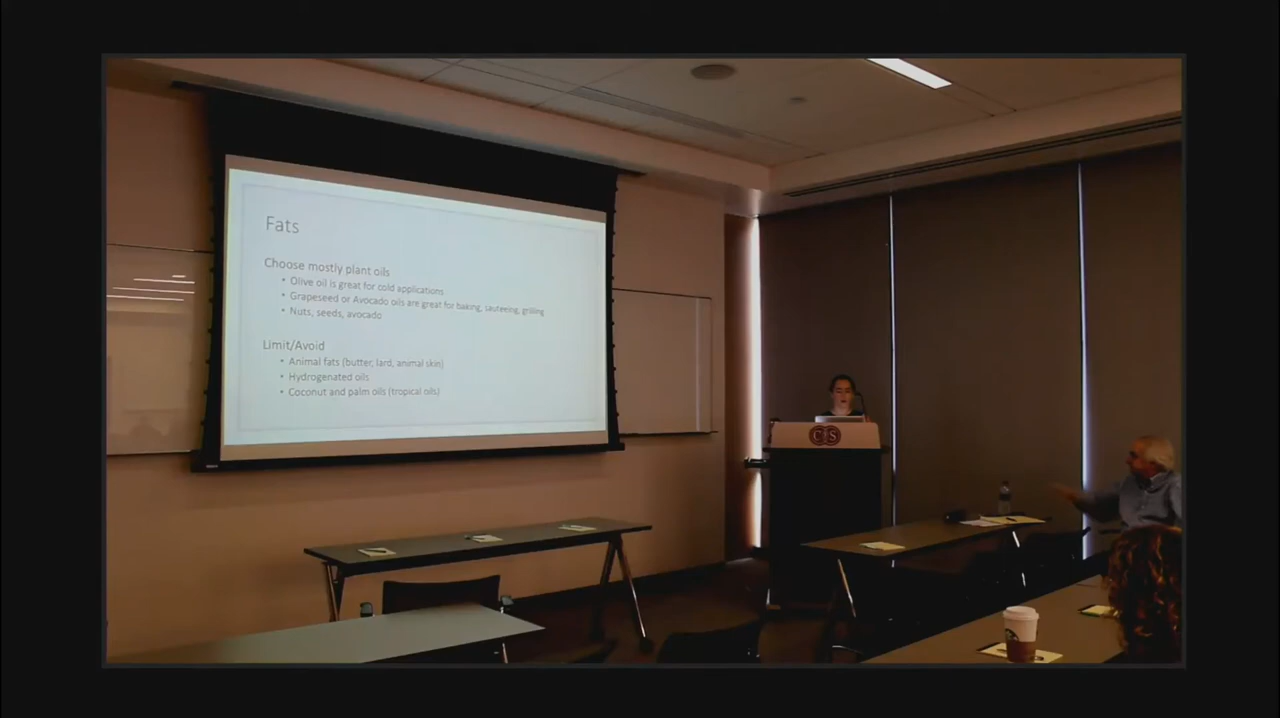 Fats
Choose mostly plant oils
• Olive oil is great for cold applications
• Grapeseed or Avocado oils are great for baking, sauteeing, grilling
• Nuts, seeds, avocado
Limit/Avoid
• Animal fats (butter, lard, animal skin)
• Hydrogenated oils
• Coconut and palm oils (tropical oils)
C S